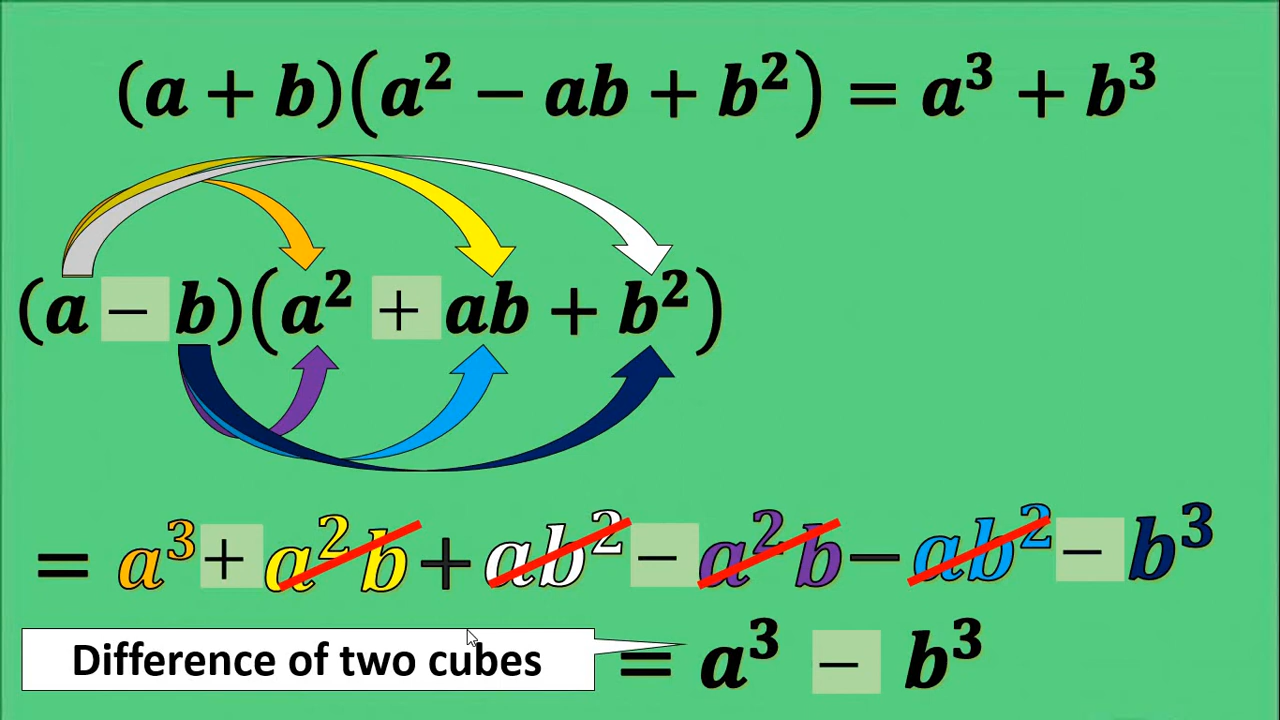 (a + b)(a² − ab + b²) = a³ + b³
(a − b)(a² + ab + b²)
= a³ + a²b + ab² − a²b − ab² − b³
Difference of two cubes = a³ − b³